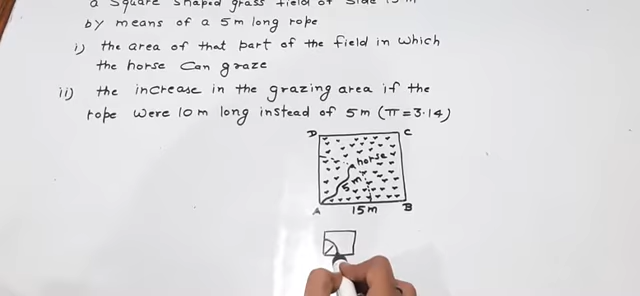 a square shaped grass field of side 15 m
by means of a 5m long rope
i) the area of that part of the field in which
the horse can graze
ii) the increase in the grazing area if the
rope were 10m long instead of 5m (π=3.14)
D C
horse
5m
A 15m B